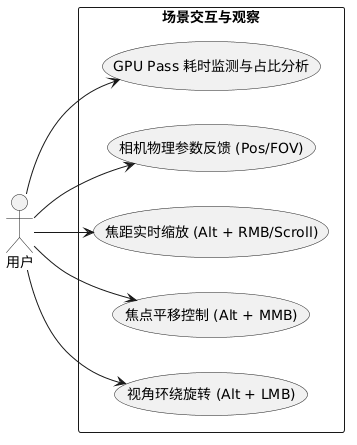 场景交互与观察
GPU Pass 耗时监测与占比分析
相机物理参数反馈 (Pos/FOV)
焦距实时缩放 (Alt + RMB/Scroll)
用户
焦点平移控制 (Alt + MMB)
视角环绕旋转 (Alt + LMB)